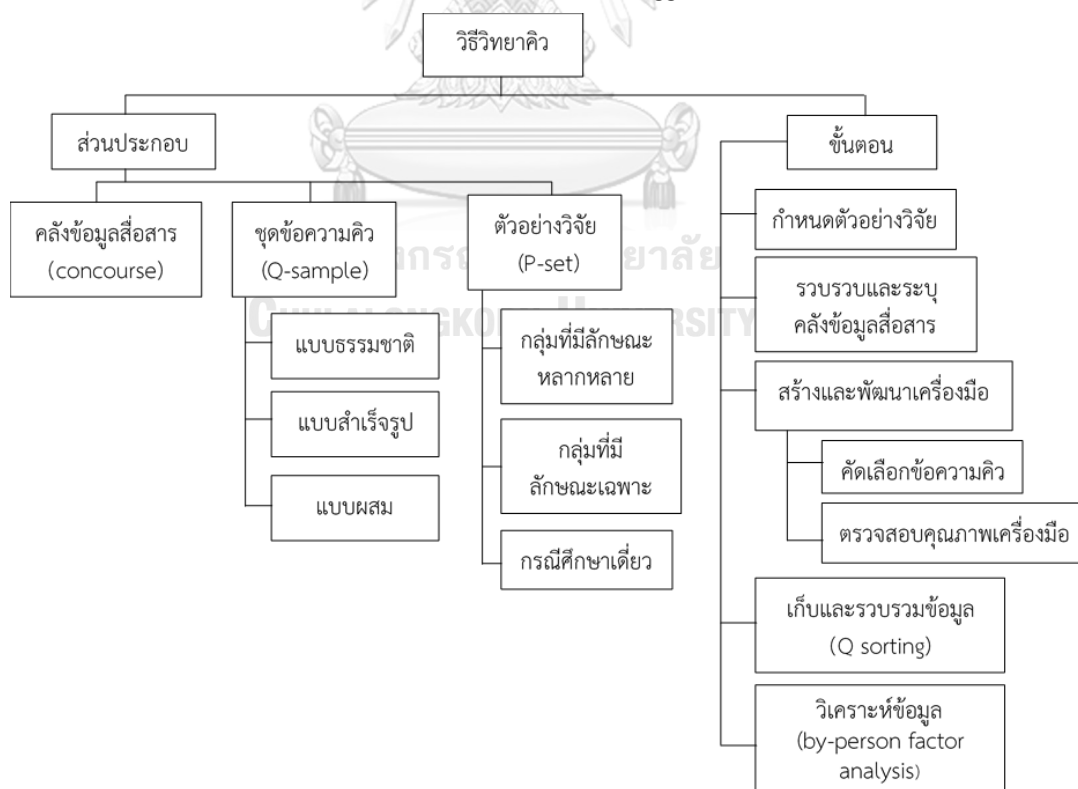 วิธีวิทยาคิว
ส่วนประกอบ
คลังข้อมูลสื่อสาร
(concourse)
ชุดข้อความคิว
(Q-sample)
แบบธรรมชาติ
แบบสำเร็จรูป
แบบผสม
ตัวอย่างวิจัย
(P-set)
กลุ่มที่มีลักษณะ
หลากหลาย
กลุ่มที่มี
ลักษณะเฉพาะ
กรณีศึกษาเดี่ยว
ขั้นตอน
กำหนดตัวอย่างวิจัย
รวบรวบและระบุ
คลังข้อมูลสื่อสาร
สร้างและพัฒนาเครื่องมือ
คัดเลือกข้อความคิว
ตรวจสอบคุณภาพเครื่องมือ
เก็บและรวบรวมข้อมูล
(Q sorting)
วิเคราะห์ข้อมูล
(by-person factor
analysis)